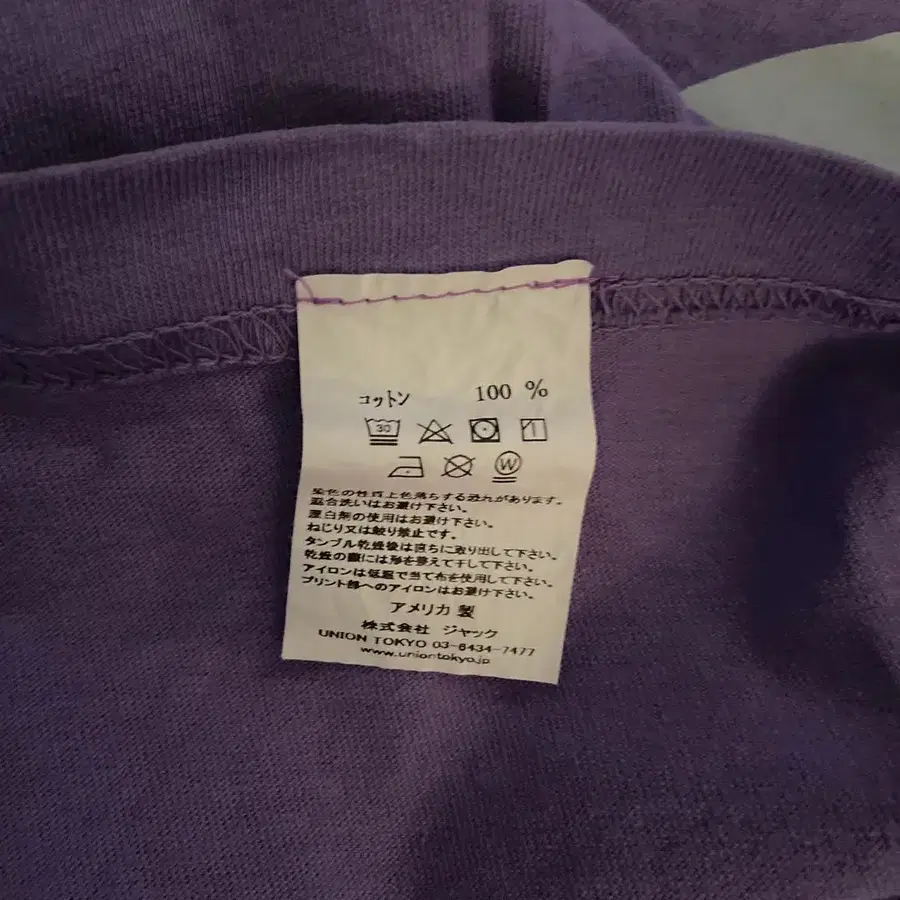 コットン 100 %
30
W
染色の性質上色落ちする恐れがあります。
混合洗いはお避け下さい。
漂白剤の使用はお避け下さい。
ねじり又は絞り禁止です。
タンブル乾燥後は直ちに取り出して下さい。
乾燥の際には形を整えて干して下さい。
アイロンは低温で当て布を使用して下さい。
プリント部へのアイロンはお避け下さい。
アメリカ 製
株式会社 ジャック
UNION TOKYO 03-6434-7477
www.uniontokyo.jp